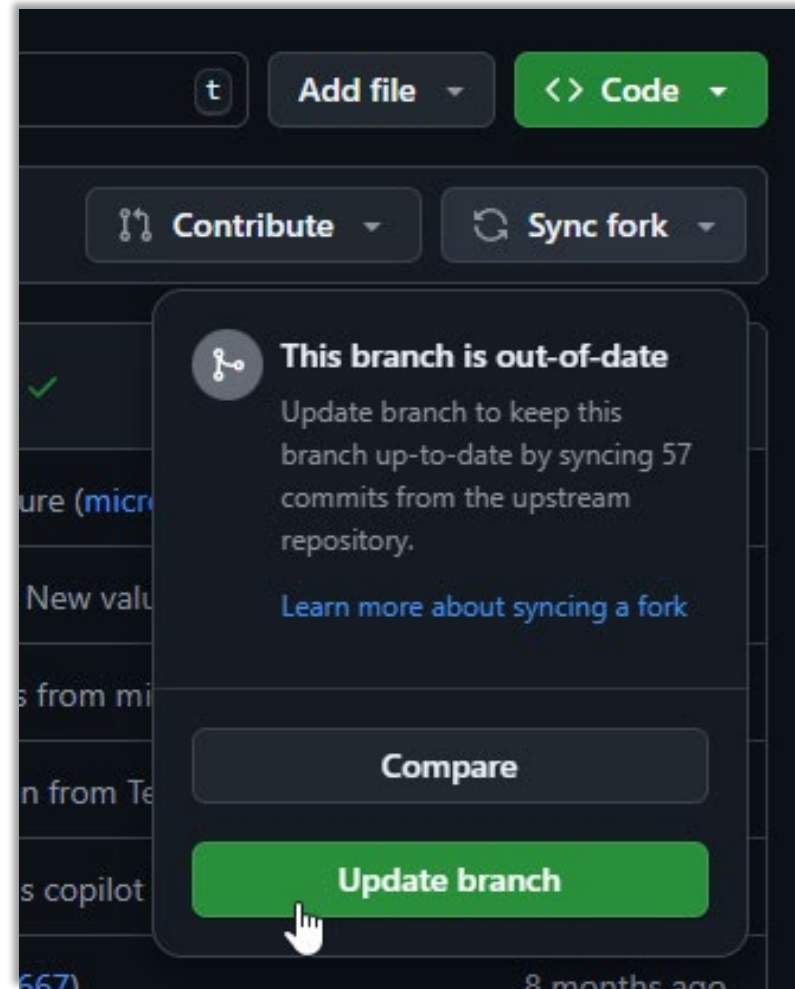 t
Add file
<> Code
Contribute
Sync fork
This branch is out-of-date
Update branch to keep this
branch up-to-date by syncing 57
commits from the upstream
repository.
Learn more about syncing a fork
ure (micr
New valu
s from mi
n from Te
s copilot
Compare
Update branch
667)
8 months ago